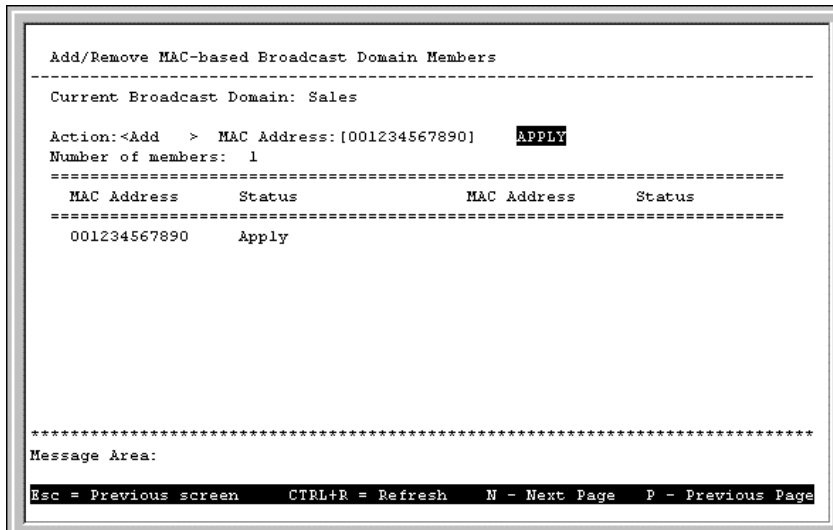 Add/Remove MAC-based Broadcast Domain Members
--------------------------------------------------------------------------------
Current Broadcast Domain: Sales
Action:<Add   >  MAC Address:[001234567890]    APPLY
Number of members:  1
===========================================================================
MAC Address      Status                 MAC Address      Status
===========================================================================
001234567890     Apply
********************************************************************************
Message Area:
Esc = Previous screen     CTRL+R = Refresh    N - Next Page   P - Previous Page